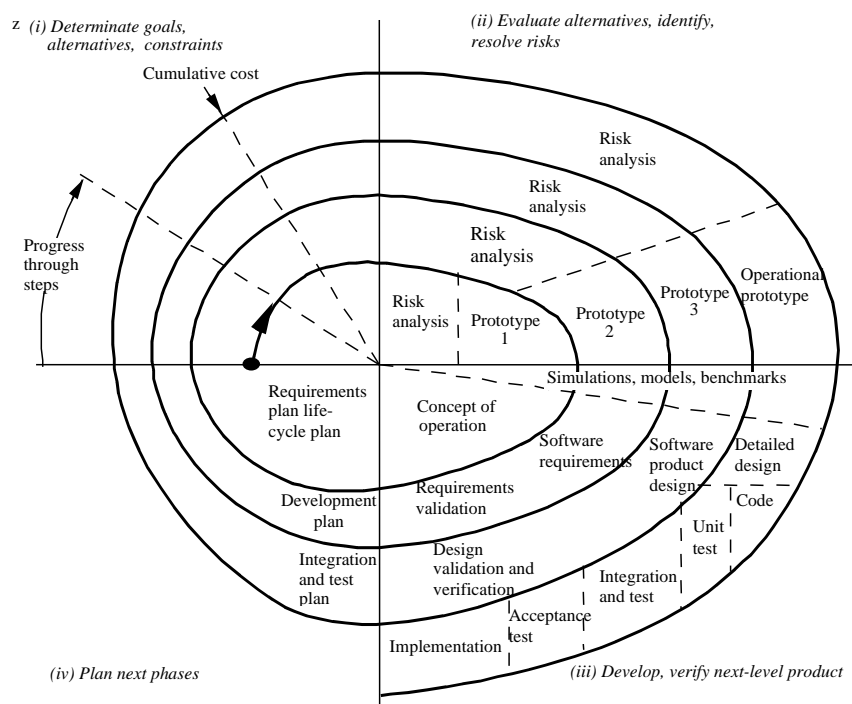 z (i) Determinate goals,
alternatives, constraints
(ii) Evaluate alternatives, identify,
resolve risks
Cumulative cost
Progress
through
steps
Risk
analysis
Risk
analysis
Risk
analysis
Risk
analysis
Prototype
1
Prototype
2
Prototype
3
Operational
prototype
Simulations, models, benchmarks
Requirements
plan life-
cycle plan
Concept of
operation
Software
requirements
Software
product
design
Detailed
design
Code
Unit
test
Development
plan
Requirements
validation
Integration
and test
plan
Design
validation and
verification
Integration
and test
Acceptance
test
Implementation
(iv) Plan next phases
(iii) Develop, verify next-level product